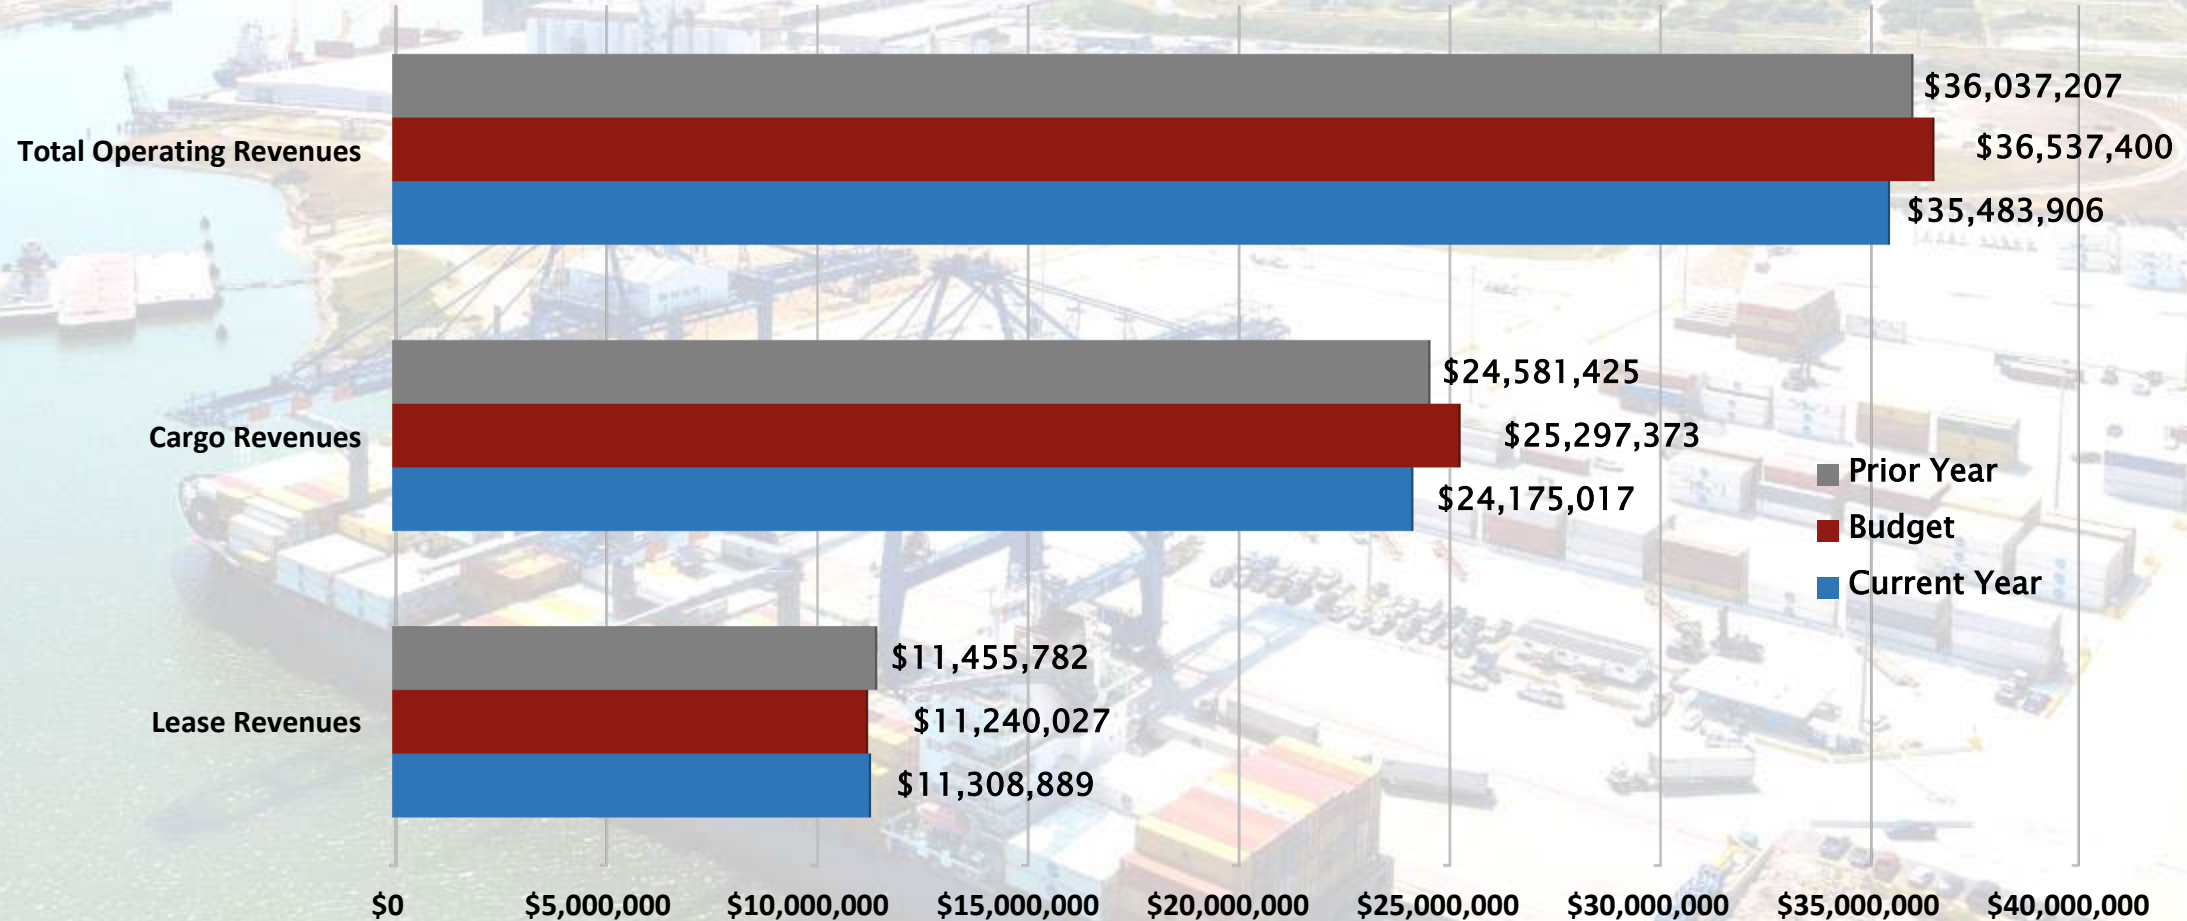 $36,037,207
Total Operating Revenues
$36,537,400
$35,483,906
$24,581,425
Cargo Revenues
$25,297,373
$24,175,017
Prior Year
Budget
Current Year
$11,455,782
Lease Revenues
$11,240,027
$11,308,889
$0 $5,000,000 $10,000,000 $15,000,000 $20,000,000 $25,000,000 $30,000,000 $35,000,000 $40,000,000